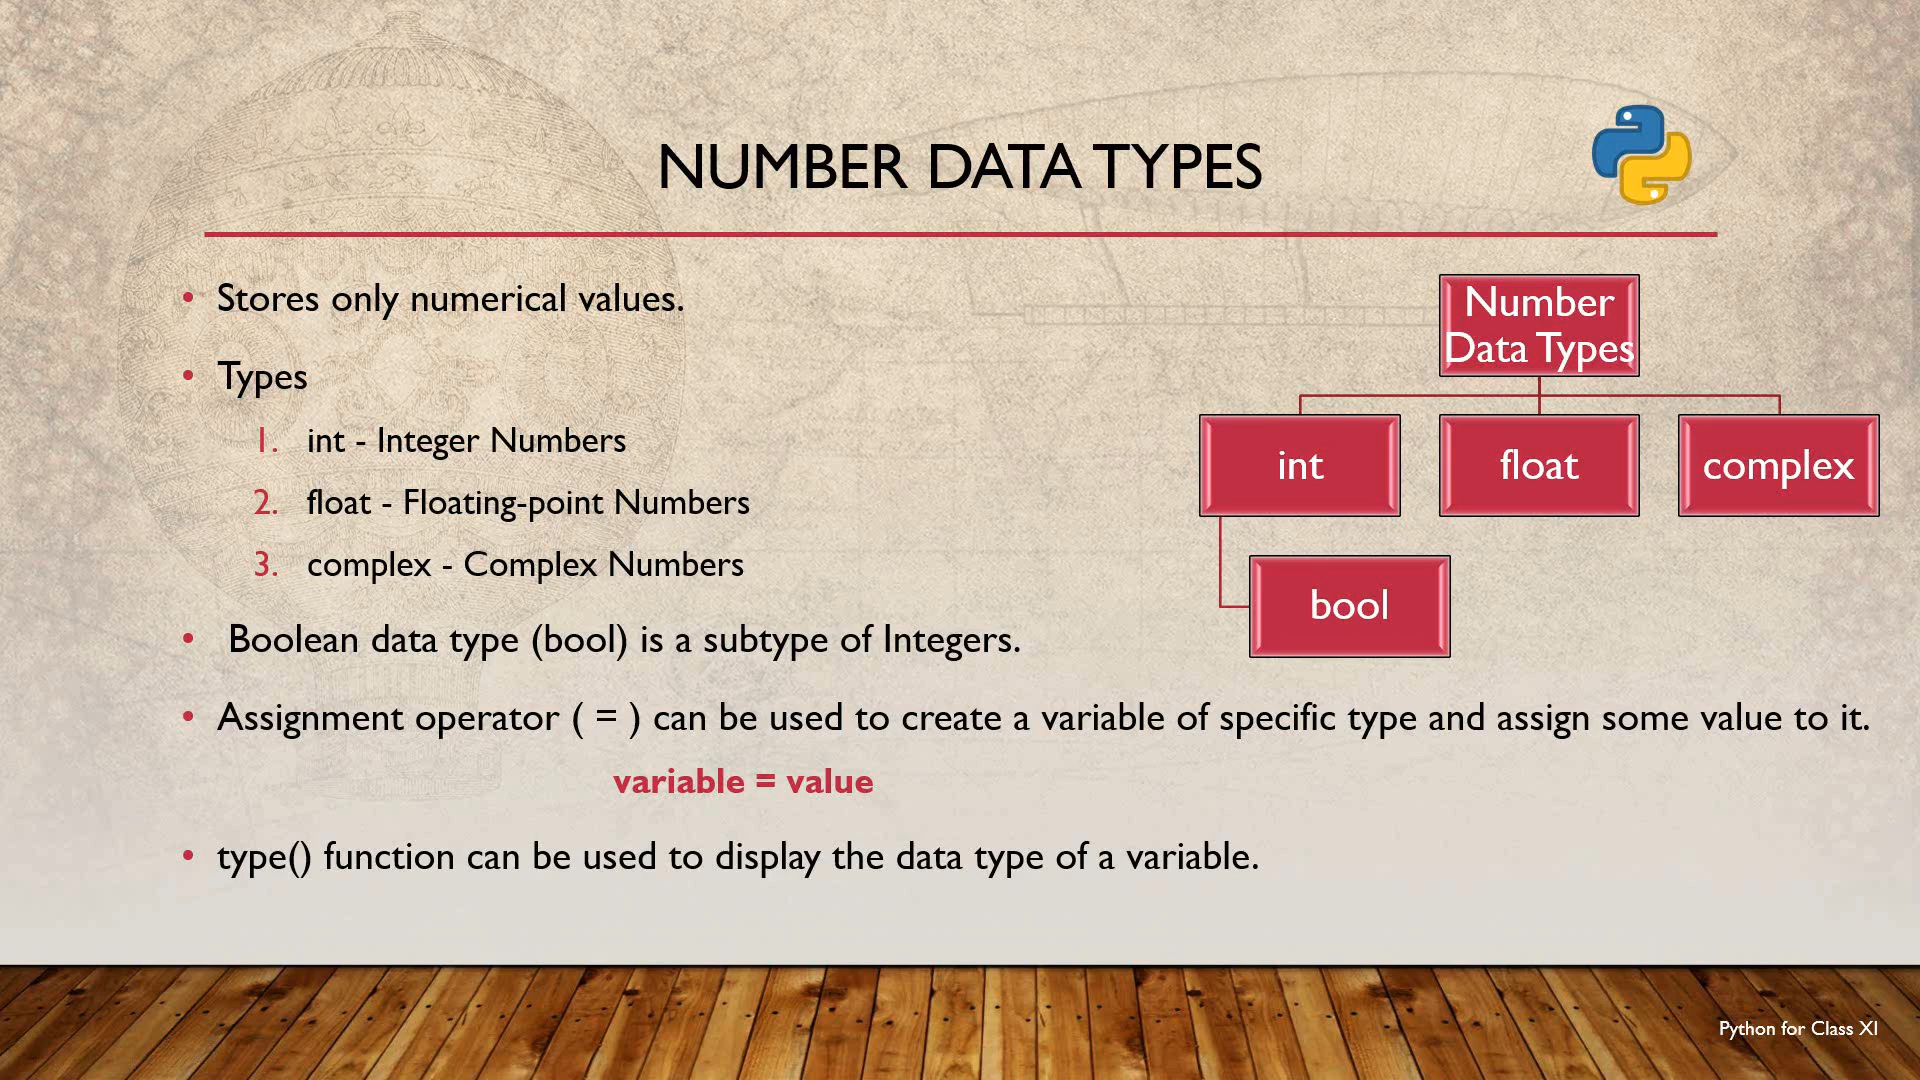 NUMBER DATA TYPES
• Stores only numerical values.
• Types
1. int - Integer Numbers
2. float - Floating-point Numbers
3. complex - Complex Numbers
• Boolean data type (bool) is a subtype of Integers.
• Assignment operator ( = ) can be used to create a variable of specific type and assign some value to it.
variable = value
• type() function can be used to display the data type of a variable.
Number
Data Types
int
float
complex
bool
Python for Class XI